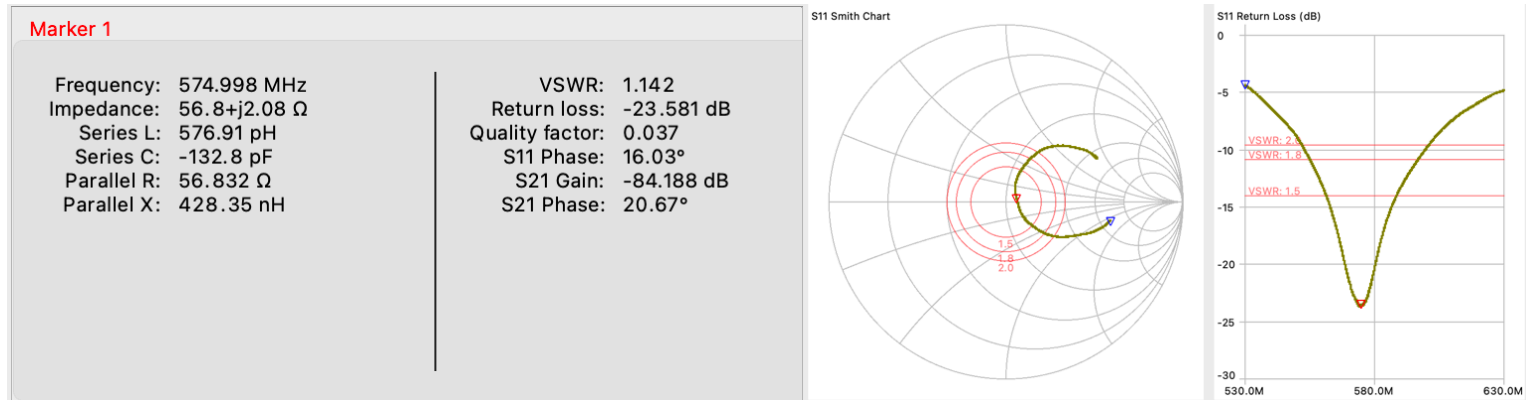 Marker 1
Frequency: 574.998 MHz
Impedance: 56.8+j2.08 Ω
Series L: 576.91 pH
Series C: -132.8 pF
Parallel R: 56.832 Ω
Parallel X: 428.35 nH
VSWR: 1.142
Return loss: -23.581 dB
Quality factor: 0.037
S11 Phase: 16.03°
S21 Gain: -84.188 dB
S21 Phase: 20.67°
S11 Smith Chart
1.5
1.8
2.0
S11 Return Loss (dB)
0
-5
VSWR: 2.0
-10
VSWR: 1.8
VSWR: 1.5
-15
-20
-25
-30
530.0M 580.0M 630.0M